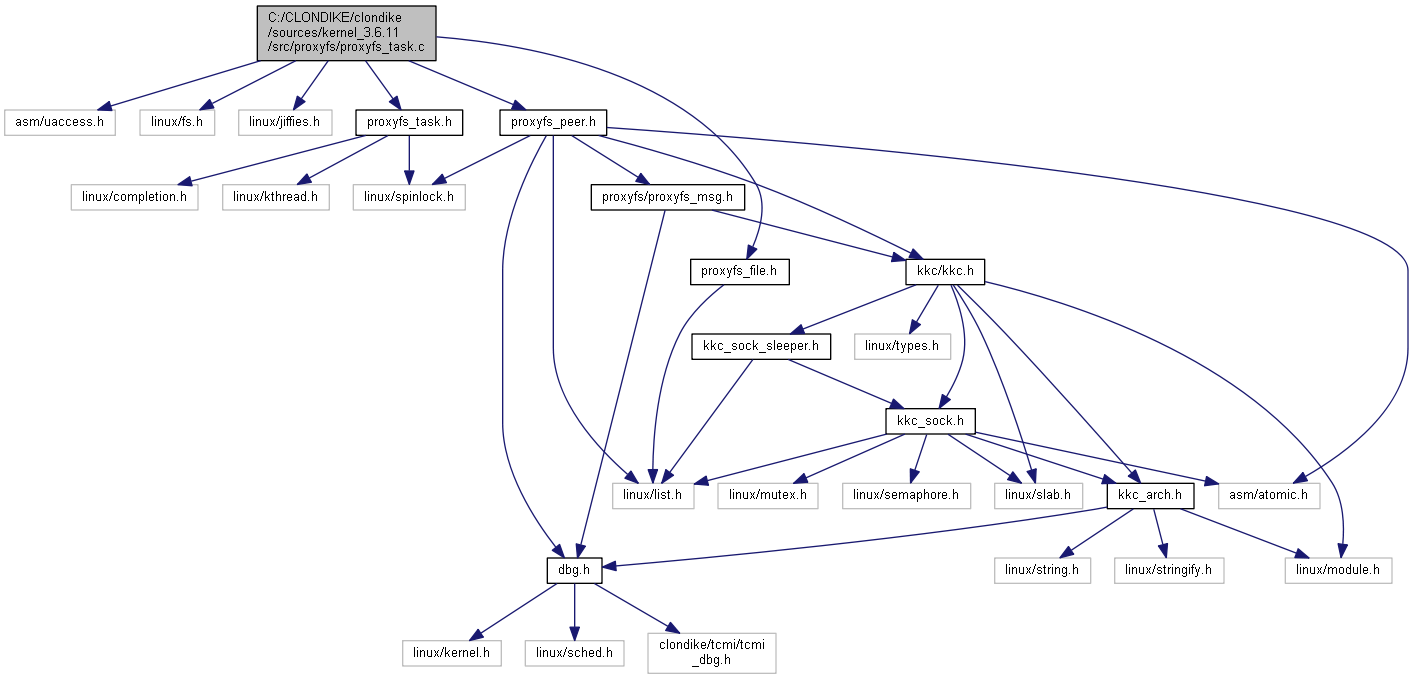 C:/CLONDIKE/clondike
/sources/kernel_3.6.11
/src/proxyfs/proxyfs_task.c
asm/uaccess.h
linux/fs.h
linux/jiffies.h
proxyfs_task.h
proxyfs_peer.h
linux/completion.h
linux/kthread.h
linux/spinlock.h
proxyfs/proxyfs_msg.h
proxyfs_file.h
kkc/kkc.h
kkc_sock_sleeper.h
linux/types.h
kkc_sock.h
linux/list.h
linux/mutex.h
linux/semaphore.h
linux/slab.h
kkc_arch.h
asm/atomic.h
dbg.h
linux/string.h
linux/stringify.h
linux/module.h
linux/kernel.h
linux/sched.h
clondike/tcmi/tcmi
_dbg.h